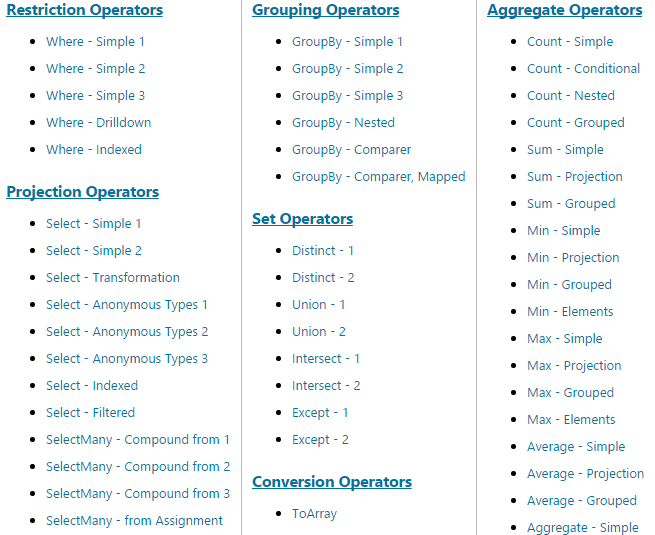 Restriction Operators
Where - Simple 1
Where - Simple 2
Where - Simple 3
Where - Drilldown
Where - Indexed
Projection Operators
Select - Simple 1
Select - Simple 2
Select - Transformation
Select - Anonymous Types 1
Select - Anonymous Types 2
Select - Anonymous Types 3
Select - Indexed
Select - Filtered
SelectMany - Compound from 1
SelectMany - Compound from 2
SelectMany - Compound from 3
SelectMany - from Assignment
Grouping Operators
GroupBy - Simple 1
GroupBy - Simple 2
GroupBy - Simple 3
GroupBy - Nested
GroupBy - Comparer
GroupBy - Comparer, Mapped
Set Operators
Distinct - 1
Distinct - 2
Union - 1
Union - 2
Intersect - 1
Intersect - 2
Except - 1
Except - 2
Conversion Operators
ToArray
Aggregate Operators
Count - Simple
Count - Conditional
Count - Nested
Count - Grouped
Sum - Simple
Sum - Projection
Sum - Grouped
Min - Simple
Min - Projection
Min - Grouped
Min - Elements
Max - Simple
Max - Projection
Max - Grouped
Max - Elements
Average - Simple
Average - Projection
Average - Grouped
Aggregate - Simple